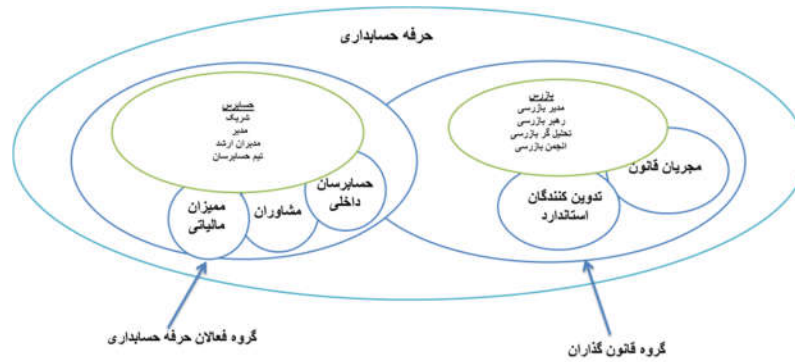 حرفه حسابداری
بازرس
مدیر بازرسی
رهبر بازرسی
تحلیل گر بازرسی
انجمن بازرسی
مجریان قانون
تدوین کنندگان
استاندارد
حسابرس
شریک
مدیر
مدیران ارشد
تیم حسابرسان
حسابرسان
داخلی
مشاوران
ممیزان
مالیاتی
گروه قانون گذاران
گروه فعالان حرفه حسابداری